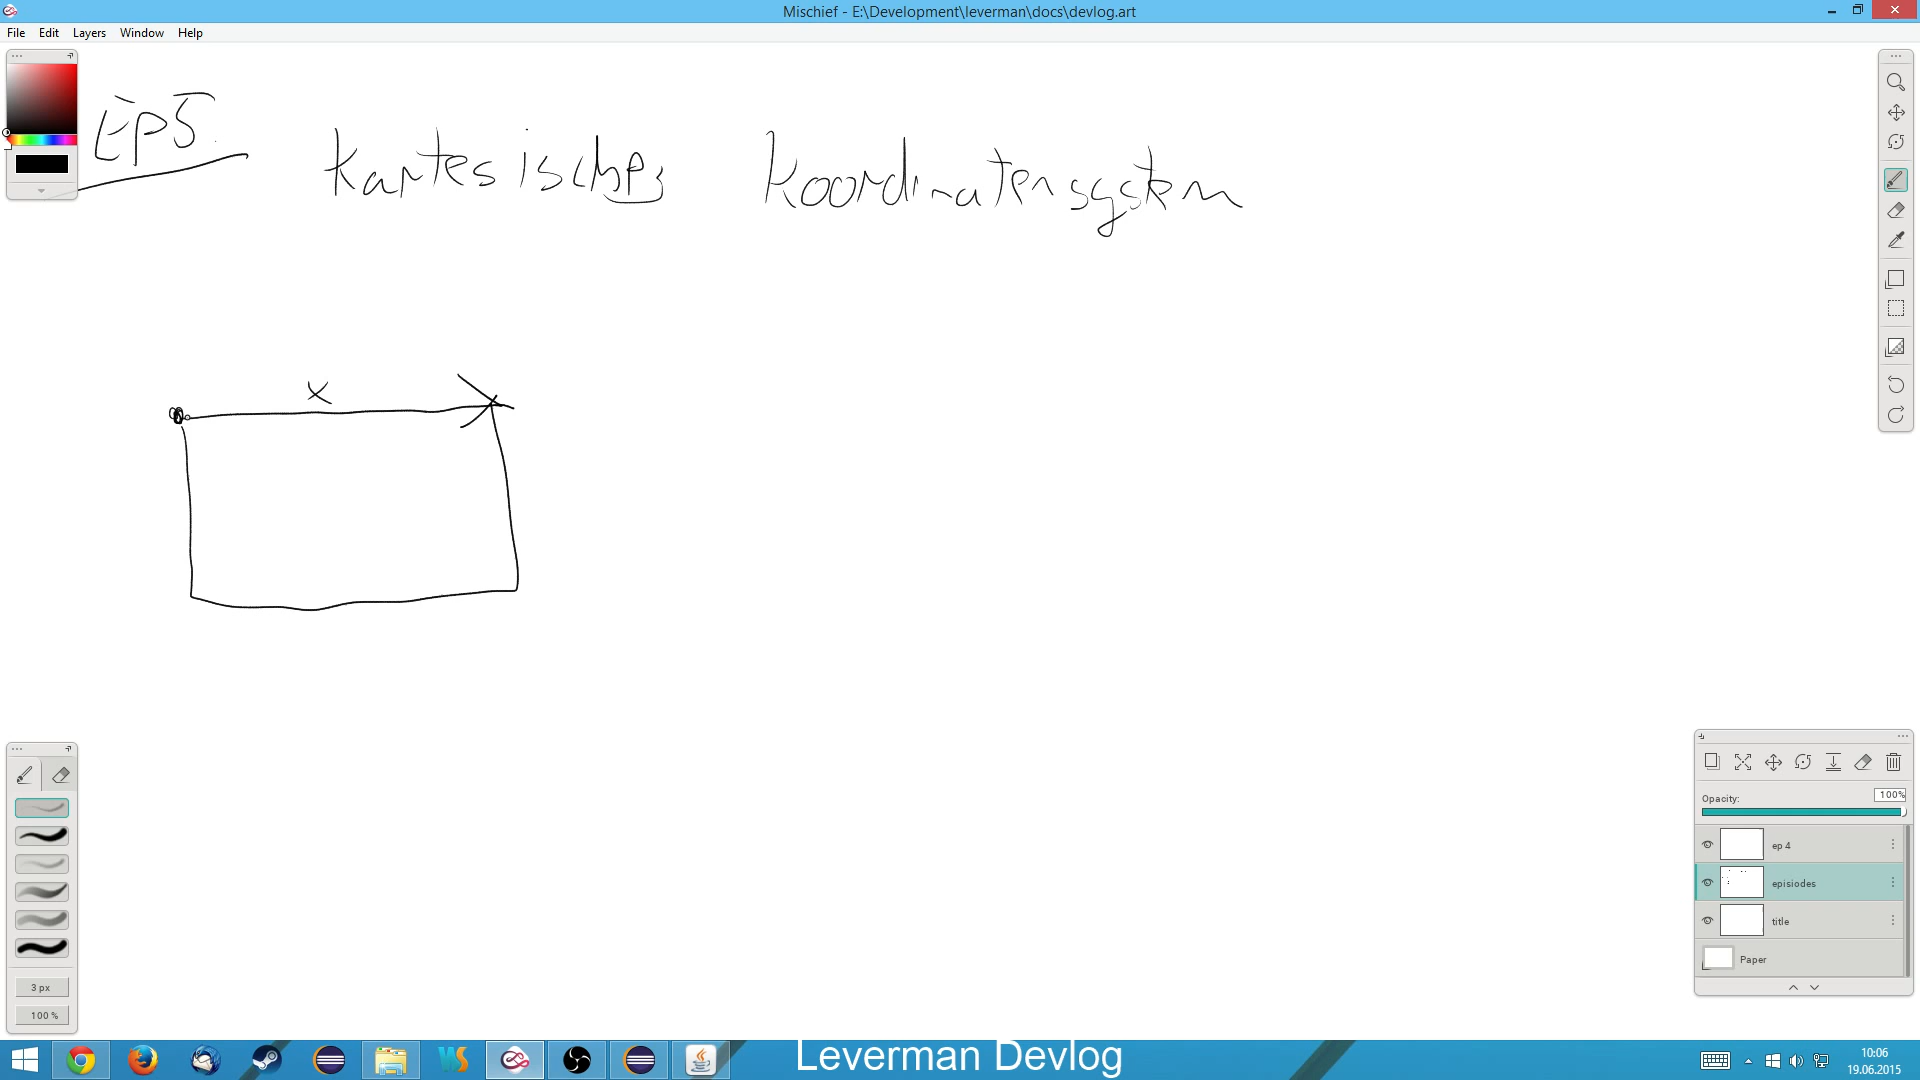 Mischief - E:\Development\leverman\docs\devlog.art
File Edit Layers Window Help
Ep5.
Kartesisches Koordinatensystem
x
Opacity: 100%
ep 4
episiodes
title
Paper
3 px
100 %
Leverman Devlog
10:06
19.06.2015